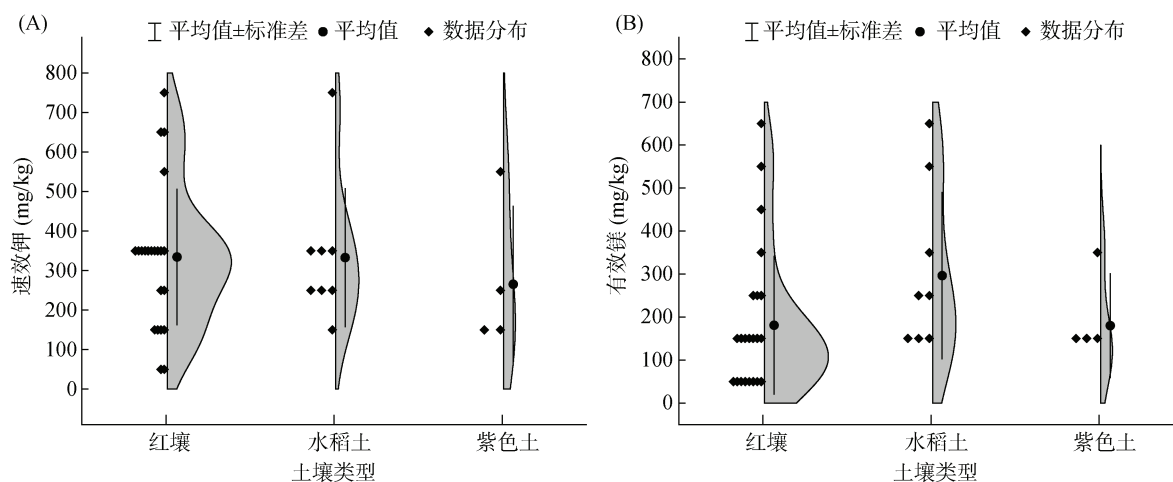 (A)
平均值±标准差 平均值 数据分布
800
700
600
500
400
300
200
100
0
速效钾 (mg/kg)
红壤 水稻土 紫色土
土壤类型
(B)
平均值±标准差 平均值 数据分布
800
700
600
500
400
300
200
100
0
有效镁 (mg/kg)
红壤 水稻土 紫色土
土壤类型